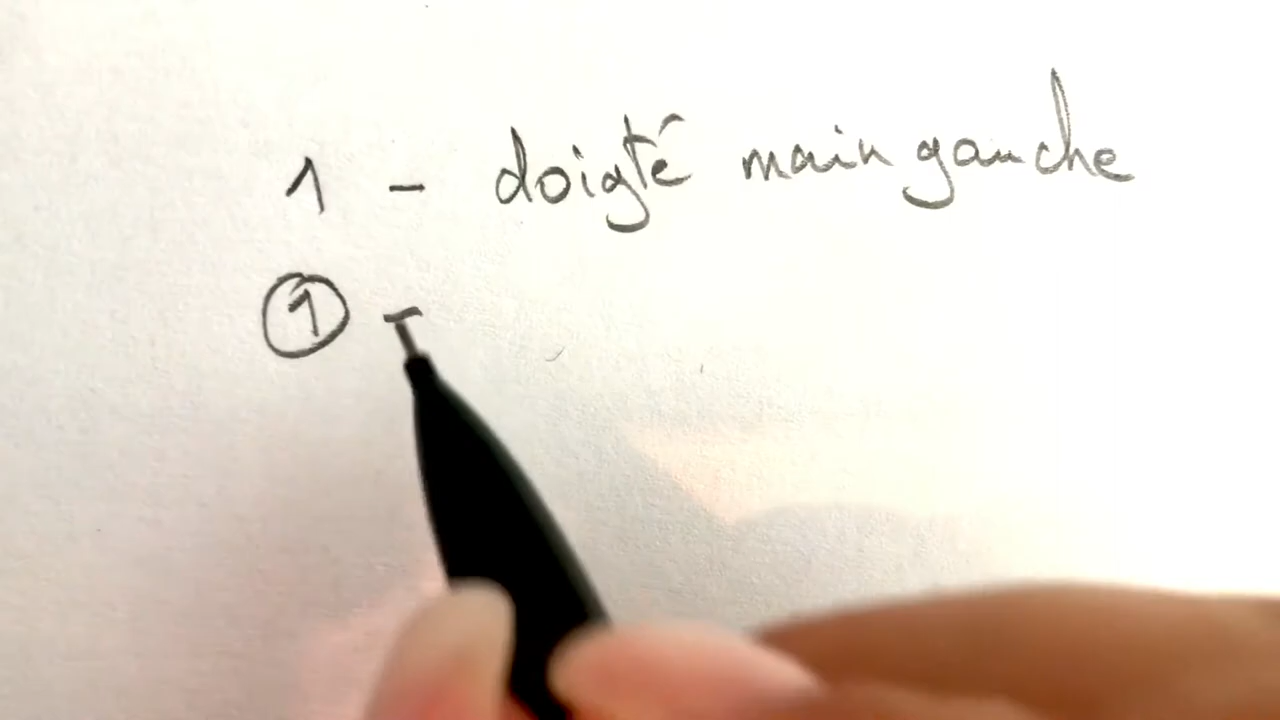 1 - doigté main gauche
① -